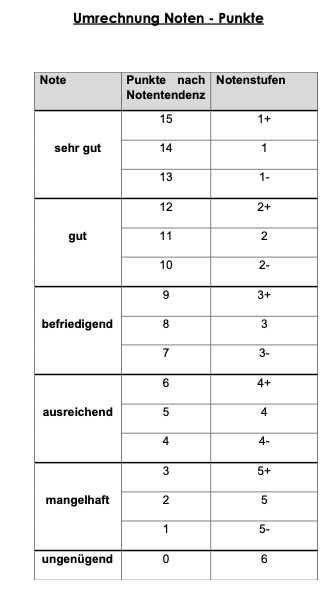 Umrechnung Noten - Punkte
Note Punkte nach Notentendenz Notenstufen
sehr gut
15 1+
14 1
13 1-
gut
12 2+
11 2
10 2-
befriedigend
9 3+
8 3
7 3-
ausreichend
6 4+
5 4
4 4-
mangelhaft
3 5+
2 5
1 5-
ungenügend 0 6